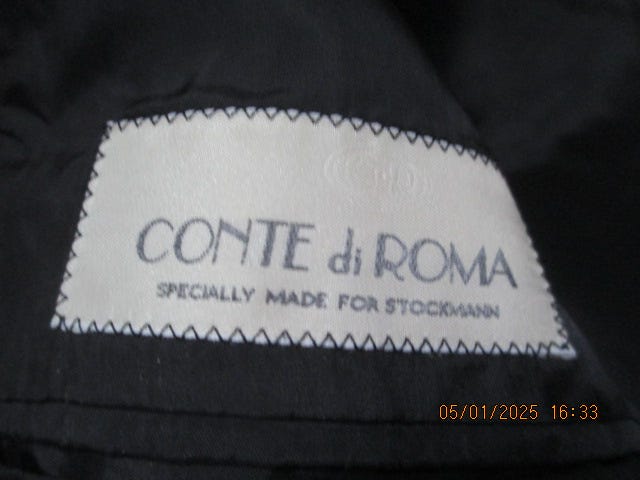 CONTE di ROMA
SPECIALLY MADE FOR STOCKMANN
05/01/2025 16:33